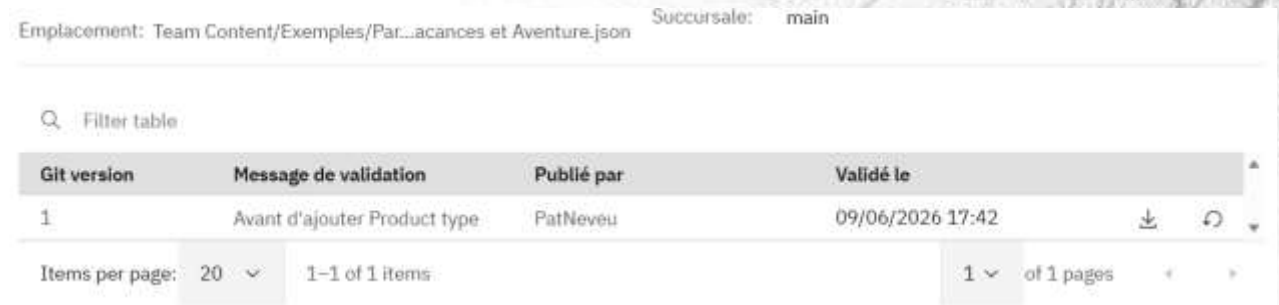 Emplacement: Team Content/Exemples/Par...acances et Aventure.json Succursale: main
Filter table
Git version Message de validation Publié par Validé le
1 Avant d'ajouter Product type PatNeveu 09/06/2026 17:42
Items per page: 20 1–1 of 1 items 1 of 1 pages